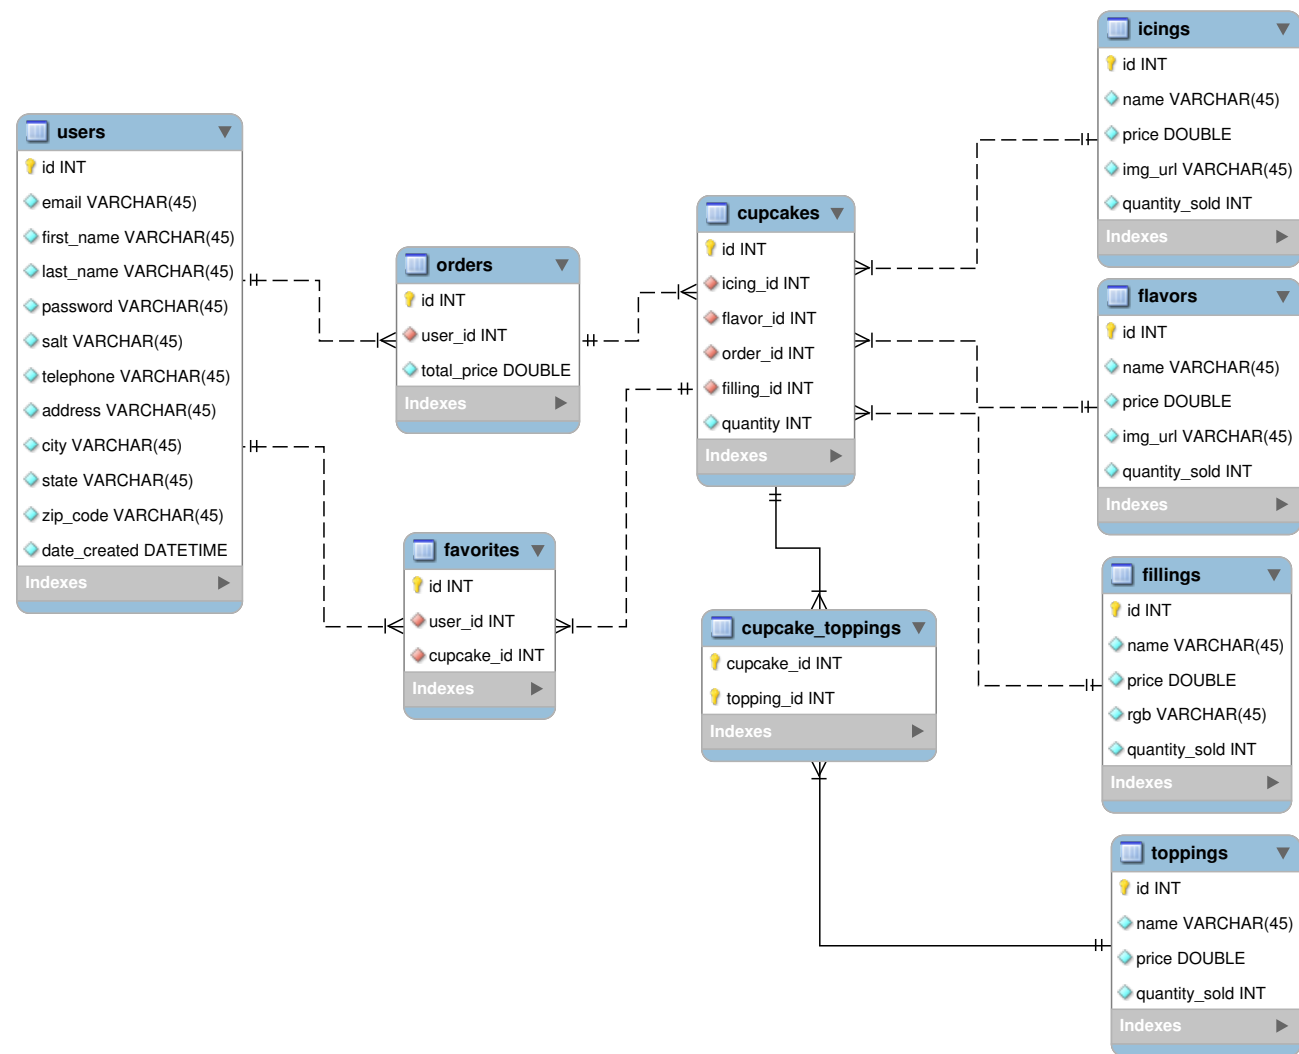 users
id INT
email VARCHAR(45)
first_name VARCHAR(45)
last_name VARCHAR(45)
password VARCHAR(45)
salt VARCHAR(45)
telephone VARCHAR(45)
address VARCHAR(45)
city VARCHAR(45)
state VARCHAR(45)
zip_code VARCHAR(45)
date_created DATETIME
Indexes
orders
id INT
user_id INT
total_price DOUBLE
Indexes
favorites
id INT
user_id INT
cupcake_id INT
Indexes
cupcakes
id INT
icing_id INT
flavor_id INT
order_id INT
filling_id INT
quantity INT
Indexes
cupcake_toppings
cupcake_id INT
topping_id INT
Indexes
icings
id INT
name VARCHAR(45)
price DOUBLE
img_url VARCHAR(45)
quantity_sold INT
Indexes
flavors
id INT
name VARCHAR(45)
price DOUBLE
img_url VARCHAR(45)
quantity_sold INT
Indexes
fillings
id INT
name VARCHAR(45)
price DOUBLE
rgb VARCHAR(45)
quantity_sold INT
Indexes
toppings
id INT
name VARCHAR(45)
price DOUBLE
quantity_sold INT
Indexes